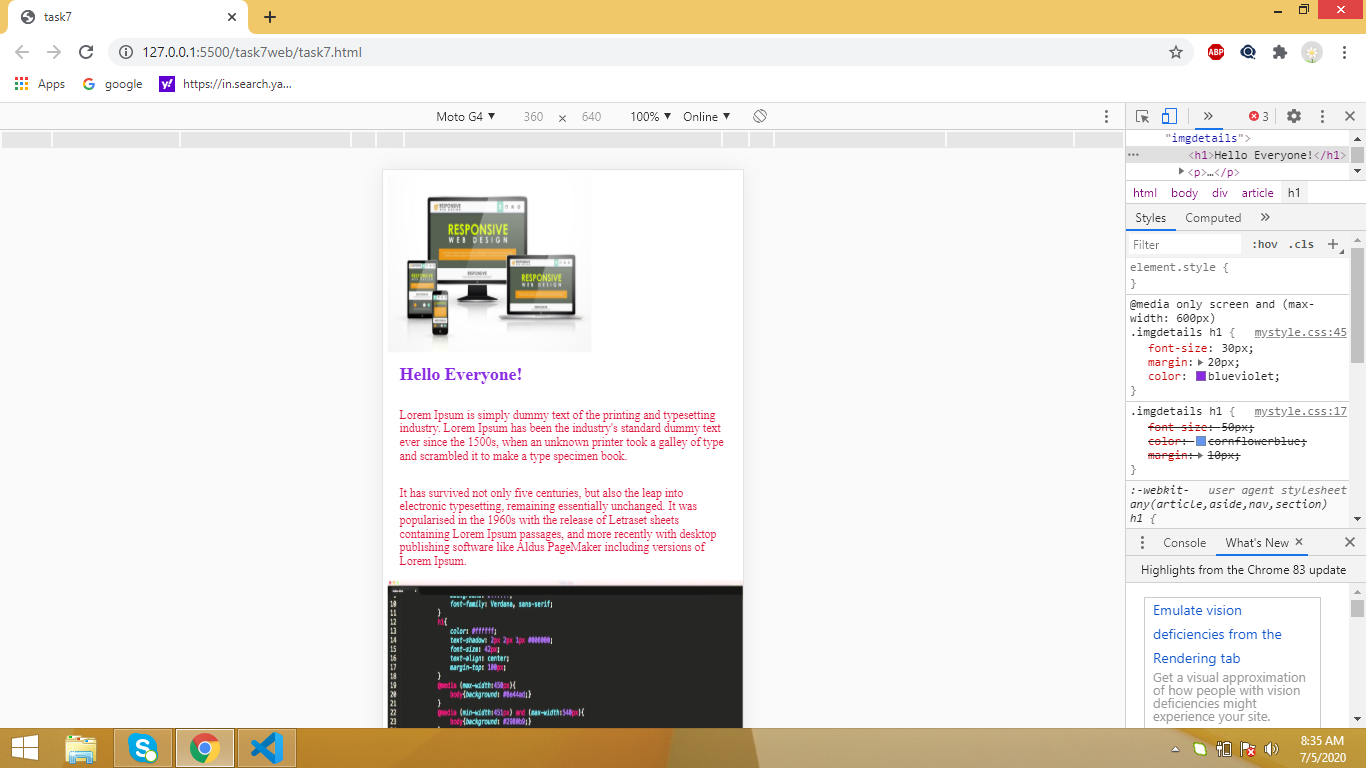 task7
127.0.0.1:5500/task7web/task7.html
ABP
Apps google https://in.search.ya...
Moto G4 360 × 640 100% Online
3
"imgdetails">
<h1>Hello Everyone!</h1>
<p>…</p>
html body div article h1
Styles Computed
Filter :hov .cls
element.style {
}
@media only screen and (max-
width: 600px)
.imgdetails h1 { mystyle.css:45
font-size: 30px;
margin: 20px;
color: blueviolet;
}
.imgdetails h1 { mystyle.css:17
font-size: 50px;
color: cornflowerblue;
margin: 10px;
}
:-webkit- user agent stylesheet
any(article,aside,nav,section)
h1 {
Console What's New
Highlights from the Chrome 83 update
Emulate vision
deficiencies from the
Rendering tab
Get a visual approximation
of how people with vision
deficiencies might
experience your site.
RESPONSIVE
WEB DESIGN
RESPONSIVE
WEB DESIGN
Hello Everyone!
Lorem Ipsum is simply dummy text of the printing and typesetting
industry. Lorem Ipsum has been the industry's standard dummy text
ever since the 1500s, when an unknown printer took a galley of type
and scrambled it to make a type specimen book.
It has survived not only five centuries, but also the leap into
electronic typesetting, remaining essentially unchanged. It was
popularised in the 1960s with the release of Letraset sheets
containing Lorem Ipsum passages, and more recently with desktop
publishing software like Aldus PageMaker including versions of
Lorem Ipsum.
10 font-family: Verdana, sans-serif;
11 }
12 h1{
13 color: #ffffff;
14 text-shadow: 2px 2px 1px #000000;
15 font-size: 42px;
16 text-align: center;
17 margin-top: 100px;
18 }
19 @media (max-width:450px){
20 body{background: #8e44ad;}
21 }
22 @media (min-width:451px) and (max-width:540px){
23 body{background: #2980b9;}
8:35 AM
7/5/2020